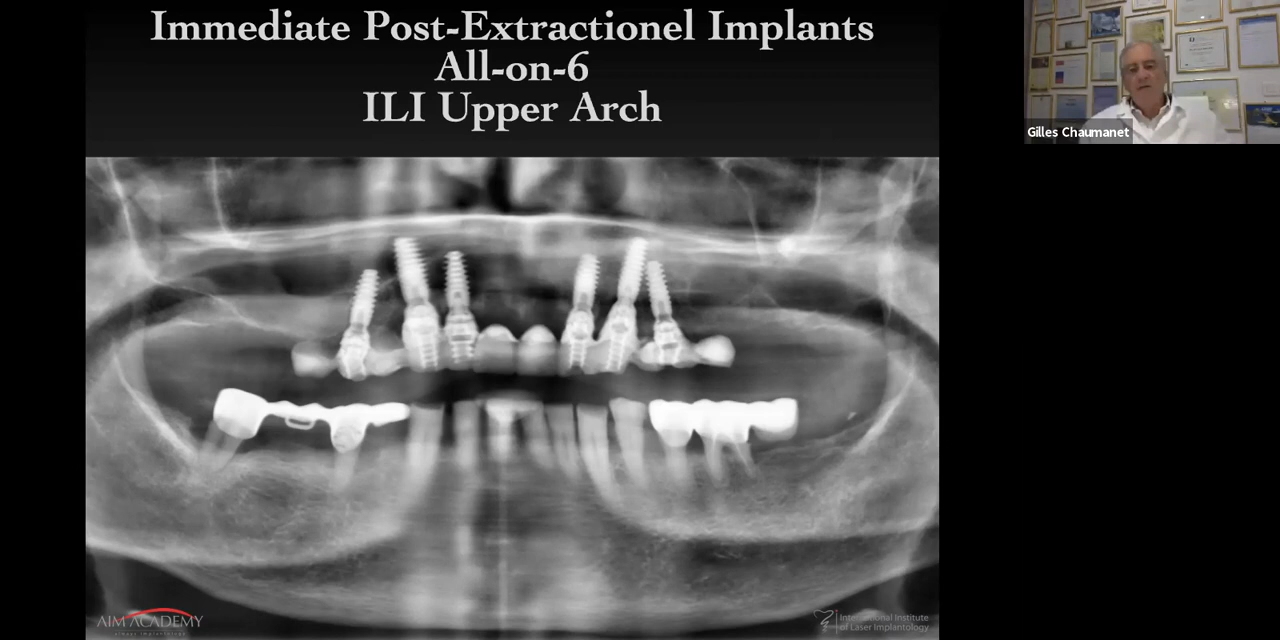 Immediate Post-Extractionel Implants
All-on-6
ILI Upper Arch
Gilles Chaumanet
AIM ACADEMY
International Institute
of Laser Implantology